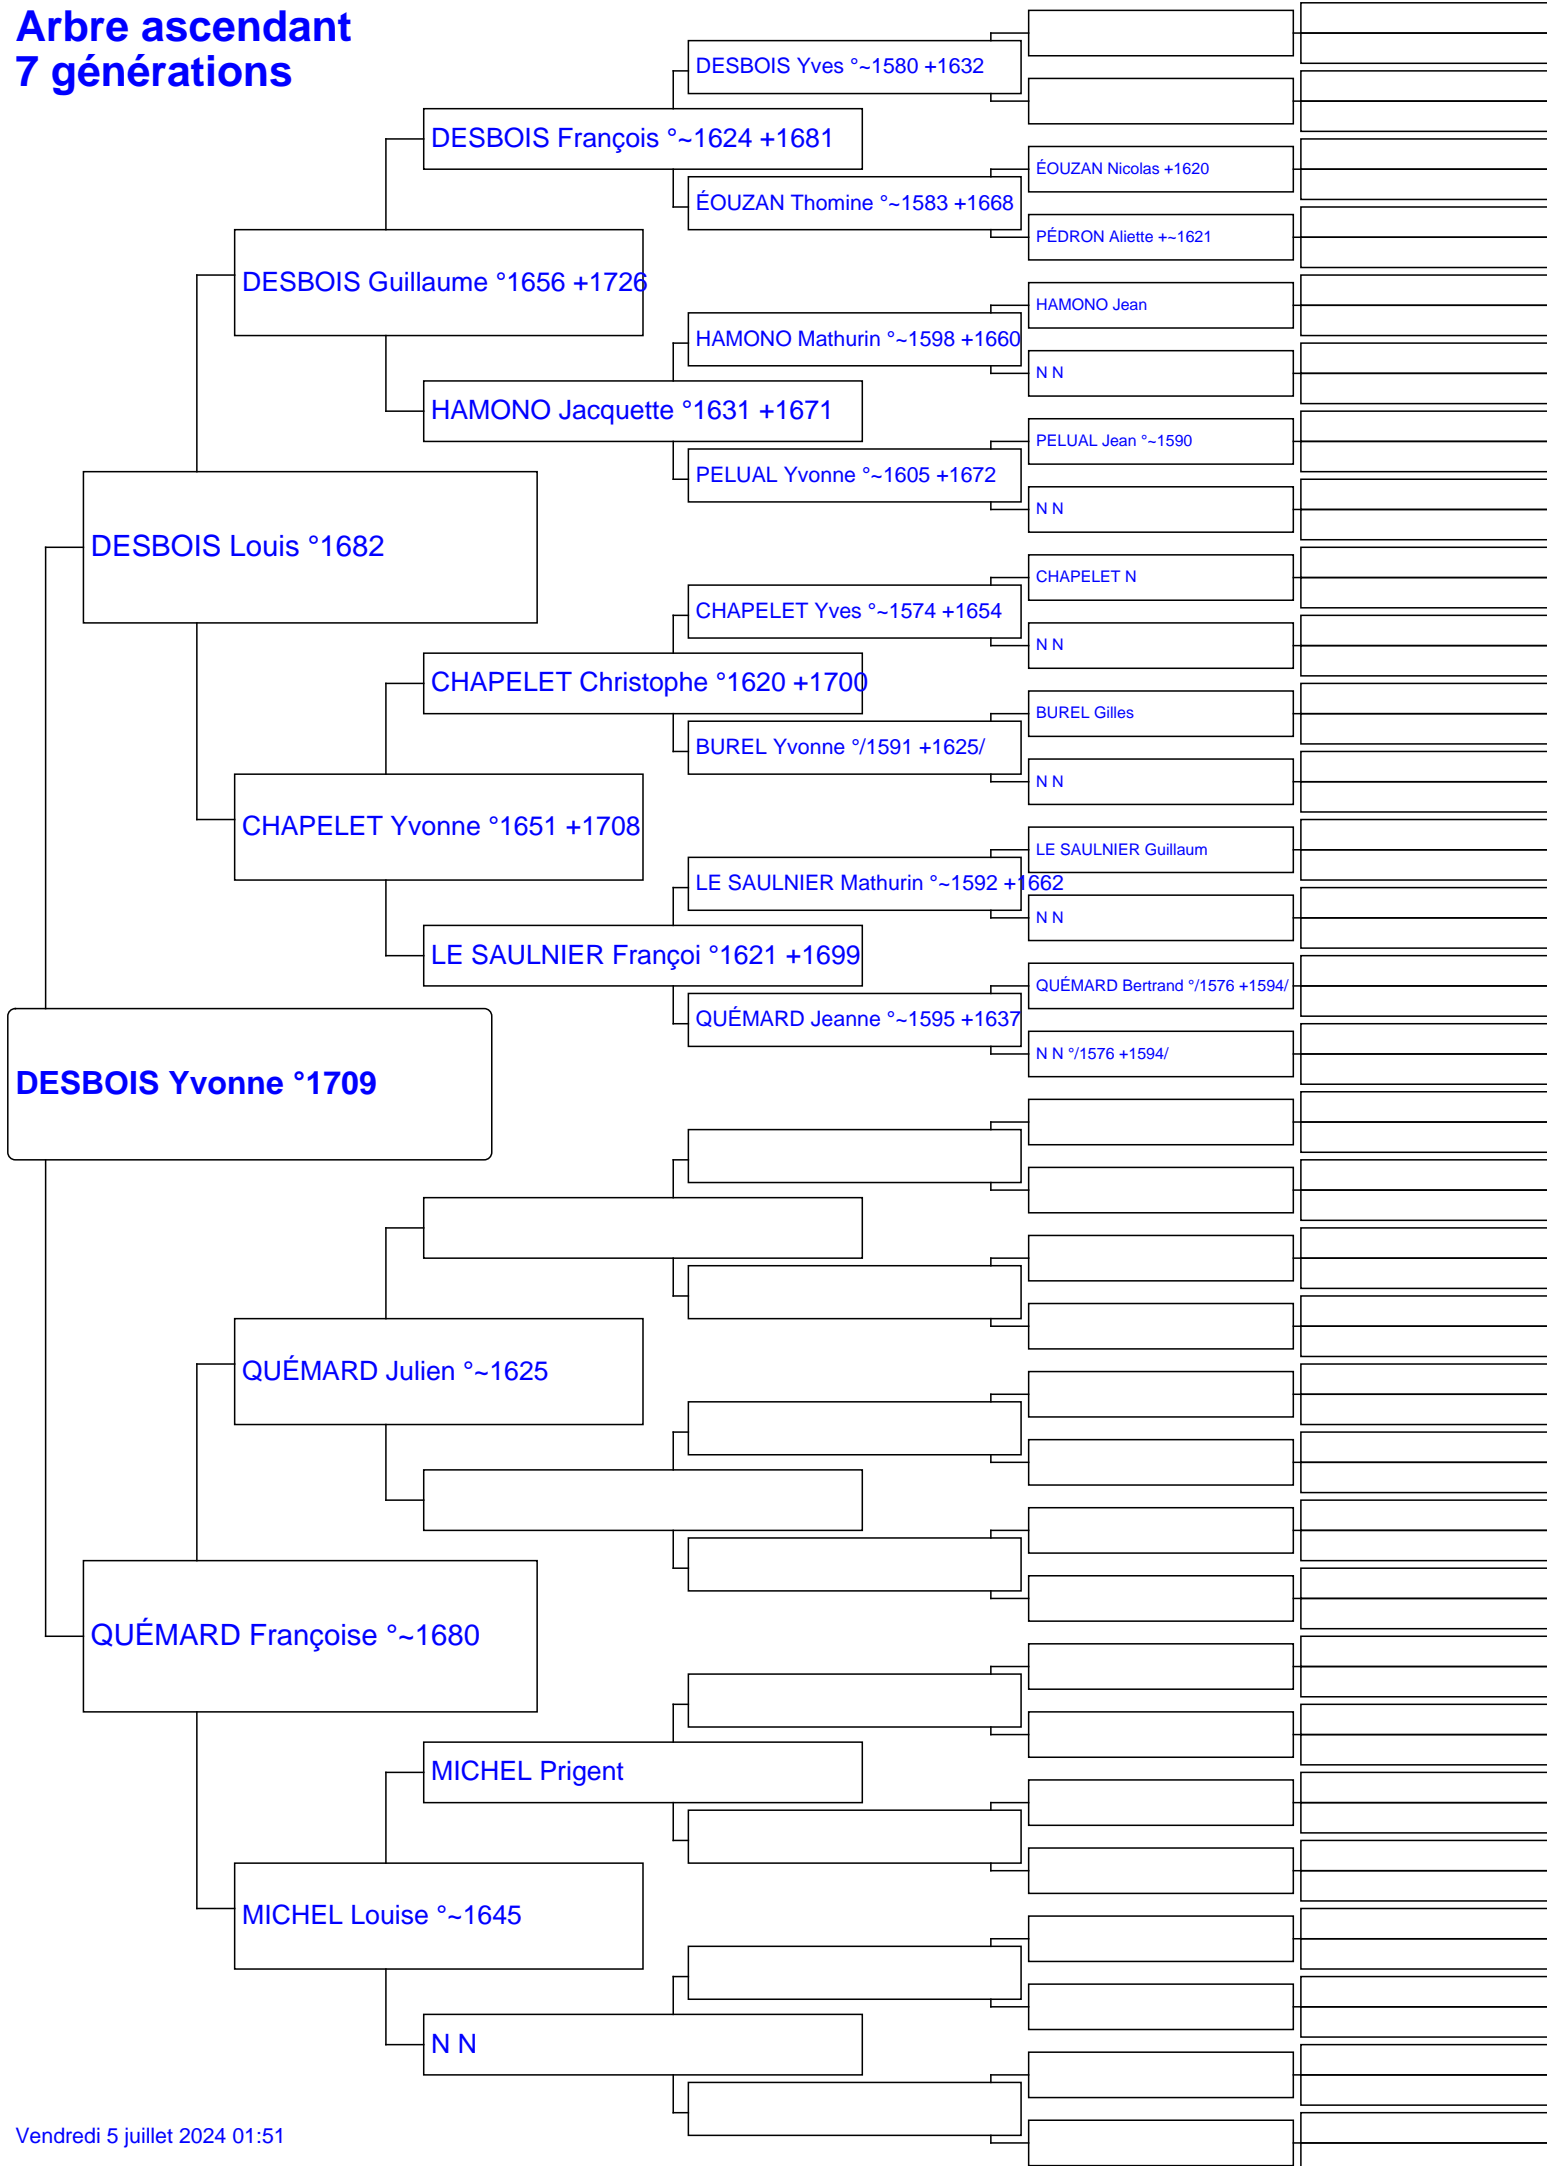 Arbre ascendant
7 générations
DESBOIS Yves °~1580 +1632
DESBOIS François °~1624 +1681
ÉOUZAN Nicolas +1620
ÉOUZAN Thomine °~1583 +1668
PÉDRON Aliette +~1621
DESBOIS Guillaume °1656 +1726
HAMONO Jean
HAMONO Mathurin °~1598 +1660
N N
HAMONO Jacquette °1631 +1671
PELUAL Jean °~1590
PELUAL Yvonne °~1605 +1672
N N
DESBOIS Louis °1682
CHAPELET N
CHAPELET Yves °~1574 +1654
N N
CHAPELET Christophe °1620 +1700
BUREL Gilles
BUREL Yvonne °/1591 +1625/
N N
CHAPELET Yvonne °1651 +1708
LE SAULNIER Guillaum
LE SAULNIER Mathurin °~1592 +1662
N N
LE SAULNIER Françoi °1621 +1699
QUÉMARD Bertrand °/1576 +1594/
QUÉMARD Jeanne °~1595 +1637
N N °/1576 +1594/
DESBOIS Yvonne °1709
QUÉMARD Julien °~1625
QUÉMARD Françoise °~1680
MICHEL Prigent
MICHEL Louise °~1645
N N
Vendredi 5 juillet 2024 01:51